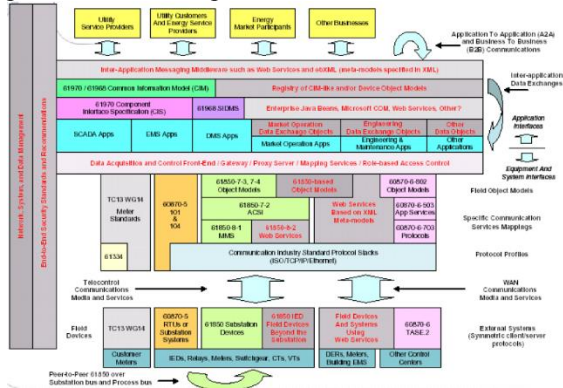 Utility
Service Providers
Utility Customers
And Energy Service
Providers
Energy
Market Participants
Other Businesses
Application To Application (A2A)
and Business To Business
(B2B) Communications
Inter-Application Messaging Middleware such as Web Services and ebXML (meta-models specified in XML)
61970 / 61968 Common Information Model (CIM)
Registry of CIM-like and/or Device Object Models
Inter-application
Data Exchanges
61970 Component
Interface Specification (CIS)
61968 SIDMS
Enterprise Java Beans, Microsoft COM, Web Services, Other?
SCADA Apps
EMS Apps
DMS Apps
Market Operation
Data Exchange Objects
Engineering
Data Exchange Objects
Other
Data Objects
Market Operations Apps
Engineering &
Maintenance Apps
Other
Applications
Application
Interfaces
Data Acquisition and Control Front-End / Gateway / Proxy Server / Mapping Services / Role-based Access Control
Equipment And
System Interfaces
Network, System, and Data Management
End-to-End Security Standards and Recommendations
TC13 WG14
Meter
Standards
60870-5
101
&
104
61850-7-3, 7-4
Object Models
61850-based
Object Models
60870-6-802
Object Models
Field Object Models
61850-7-2
ACSI
Web Services
Based on XML
Meta-models
60870-6-503
App Services
Specific Communication
Services Mappings
61850-8-1
MMS
61850-8-2
Web Services
60870-6-703
Protocols
61334
Communication Industry Standard Protocol Stacks
(ISO/TCP/IP/Ethernet)
Protocol Profiles
Telecontrol
Communications
Media and Services
WAN
Communications
Media and Services
Field
Devices
TC13 WG14
60870-5
RTUs or
Substation
Systems
61850 Substation
Devices
61850 IED
Field Devices
Beyond the
Substation
Field Devices
And Systems
Using
Web Services
60870-6
TASE.2
External Systems
(Symmetric client/server
protocols)
Customer
Meters
IEDs, Relays, Meters, Switchgear, CTs, VTs
DERs, Meters,
Building EMS
Other Control
Centers
Peer-to-Peer 61850 over
Substation bus and Process bus